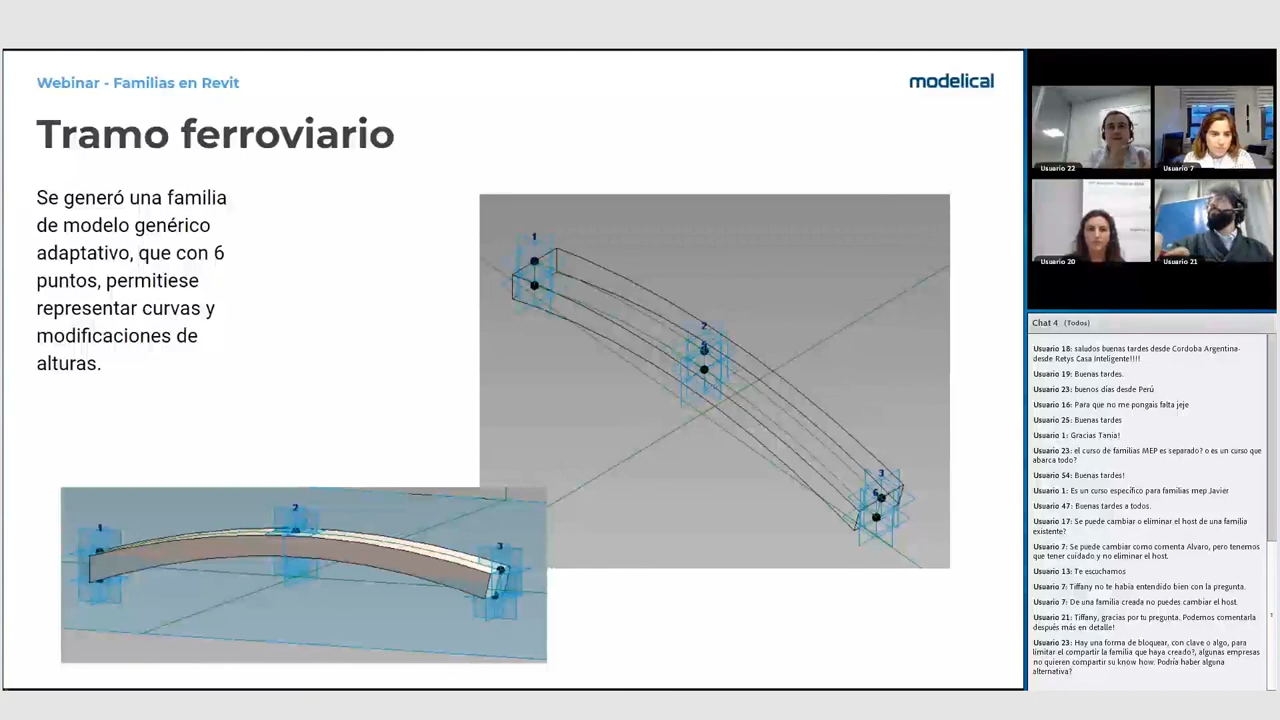 Webinar - Familias en Revit
modelical
Tramo ferroviario
Se generó una familia
de modelo genérico
adaptativo, que con 6
puntos, permitiese
representar curvas y
modificaciones de
alturas.
1
2
3
6
1
2
3
Usuario 22
Usuario 7
Usuario 20
Usuario 21
Chat 4 (Todos)
Usuario 18: saludos buenas tardes desde Cordoba Argentina-
desde Retys Casa Inteligente!!!!
Usuario 19: Buenas tardes.
Usuario 23: buenos días desde Perú
Usuario 16: Para que no me pongais falta jeje
Usuario 25: Buenas tardes
Usuario 1: Gracias Tania!
Usuario 23: el curso de familias MEP es separado? o es un curso que
abarca todo?
Usuario 54: Buenas tardes!
Usuario 1: Es un curso específico para familias mep Javier
Usuario 47: Buenas tardes a todos.
Usuario 17: Se puede cambiar o eliminar el host de una familia
existente?
Usuario 7: Se puede cambiar como comenta Alvaro, pero tenemos
que tener cuidado y no eliminar el host.
Usuario 13: Te escuchamos
Usuario 7: Tiffany no te habia entendido bien con la pregunta.
Usuario 7: De una familia creada no puedes cambiar el host.
Usuario 21: Tiffany, gracias por tu pregunta. Podemos comentarla
después más en detalle!
Usuario 23: Hay una forma de bloquear, con clave o algo, para
limitar el compartir la familia que haya creado?, algunas empresas
no quieren compartir su know how. Podría haber alguna
alternativa?